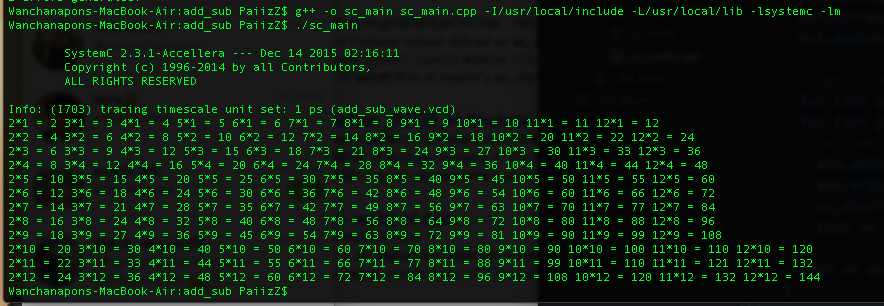 Wanchanapons-MacBook-Air:add_sub PaiizZ$ g++ -o sc_main sc_main.cpp -I/usr/local/include -L/usr/local/lib -lsystemc -lm
Wanchanapons-MacBook-Air:add_sub PaiizZ$ ./sc_main
SystemC 2.3.1-Accellera --- Dec 14 2015 02:16:11
Copyright (c) 1996-2014 by all Contributors,
ALL RIGHTS RESERVED
Info: (I703) tracing timescale unit set: 1 ps (add_sub_wave.vcd)
2*1 = 2 3*1 = 3 4*1 = 4 5*1 = 5 6*1 = 6 7*1 = 7 8*1 = 8 9*1 = 9 10*1 = 10 11*1 = 11 12*1 = 12
2*2 = 4 3*2 = 6 4*2 = 8 5*2 = 10 6*2 = 12 7*2 = 14 8*2 = 16 9*2 = 18 10*2 = 20 11*2 = 22 12*2 = 24
2*3 = 6 3*3 = 9 4*3 = 12 5*3 = 15 6*3 = 18 7*3 = 21 8*3 = 24 9*3 = 27 10*3 = 30 11*3 = 33 12*3 = 36
2*4 = 8 3*4 = 12 4*4 = 16 5*4 = 20 6*4 = 24 7*4 = 28 8*4 = 32 9*4 = 36 10*4 = 40 11*4 = 44 12*4 = 48
2*5 = 10 3*5 = 15 4*5 = 20 5*5 = 25 6*5 = 30 7*5 = 35 8*5 = 40 9*5 = 45 10*5 = 50 11*5 = 55 12*5 = 60
2*6 = 12 3*6 = 18 4*6 = 24 5*6 = 30 6*6 = 36 7*6 = 42 8*6 = 48 9*6 = 54 10*6 = 60 11*6 = 66 12*6 = 72
2*7 = 14 3*7 = 21 4*7 = 28 5*7 = 35 6*7 = 42 7*7 = 49 8*7 = 56 9*7 = 63 10*7 = 70 11*7 = 77 12*7 = 84
2*8 = 16 3*8 = 24 4*8 = 32 5*8 = 40 6*8 = 48 7*8 = 56 8*8 = 64 9*8 = 72 10*8 = 80 11*8 = 88 12*8 = 96
2*9 = 18 3*9 = 27 4*9 = 36 5*9 = 45 6*9 = 54 7*9 = 63 8*9 = 72 9*9 = 81 10*9 = 90 11*9 = 99 12*9 = 108
2*10 = 20 3*10 = 30 4*10 = 40 5*10 = 50 6*10 = 60 7*10 = 70 8*10 = 80 9*10 = 90 10*10 = 100 11*10 = 110 12*10 = 120
2*11 = 22 3*11 = 33 4*11 = 44 5*11 = 55 6*11 = 66 7*11 = 77 8*11 = 88 9*11 = 99 10*11 = 110 11*11 = 121 12*11 = 132
2*12 = 24 3*12 = 36 4*12 = 48 5*12 = 60 6*12 = 72 7*12 = 84 8*12 = 96 9*12 = 108 10*12 = 120 11*12 = 132 12*12 = 144
Wanchanapons-MacBook-Air:add_sub PaiizZ$